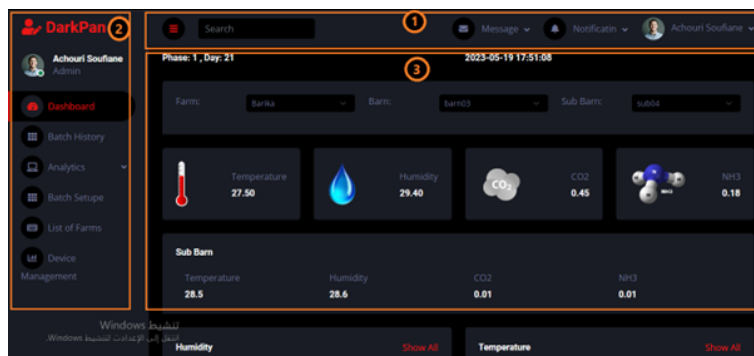 DarkPan
2
Search
1
Message
Notificatin
Achouri Soufiane
Achouri Soufiane
Admin
Phase: 1 , Day: 21
2023-05-19 17:51:08
3
Farm:
Barika
Barn:
barn03
Sub Barn:
sub04
Dashboard
Batch History
Analytics
Batch Setupe
List of Farms
Device
Management
Temperature
27.50
Humidity
29.40
CO2
CO2
0.45
NH3
NH3
0.18
Sub Barn
Temperature
Humidity
CO2
NH3
28.5
28.6
0.01
0.01
تنشيط Windows
انتقل إلى الإعدادات لتنشيط Windows.
Humidity
Show All
Temperature
Show All